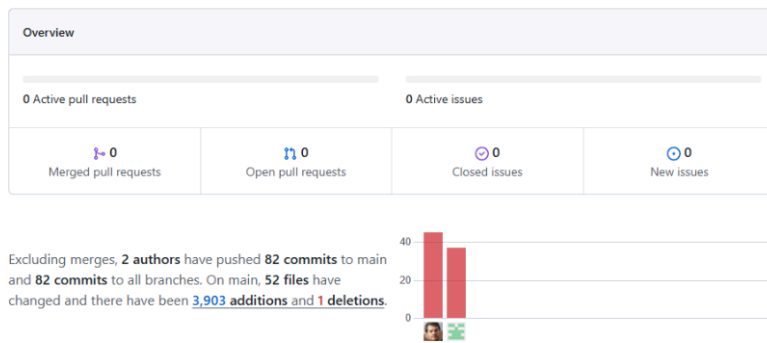 Overview
0 Active pull requests
0 Active issues
0
Merged pull requests
0
Open pull requests
0
Closed issues
0
New issues
Excluding merges, 2 authors have pushed 82 commits to main
and 82 commits to all branches. On main, 52 files have
changed and there have been 3,903 additions and 1 deletions.
40
20
0